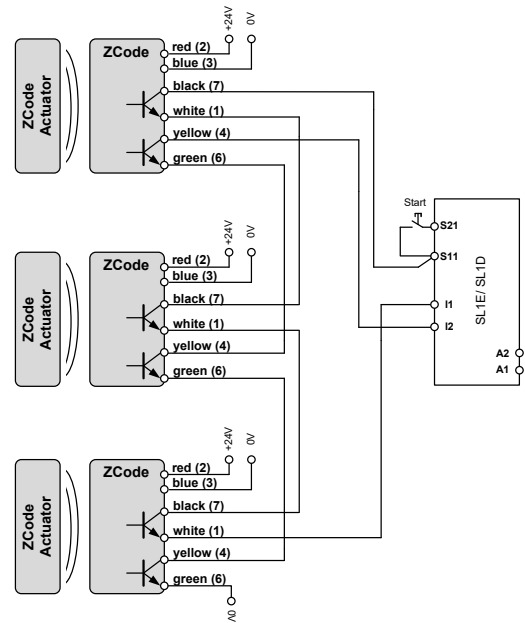 +24V
0V
ZCode
Actuator
ZCode
red (2)
blue (3)
black (7)
white (1)
yellow (4)
green (6)
+24V
0V
ZCode
Actuator
ZCode
red (2)
blue (3)
black (7)
white (1)
yellow (4)
green (6)
+24V
0V
ZCode
Actuator
ZCode
red (2)
blue (3)
black (7)
white (1)
yellow (4)
green (6)
0V
Start
S21
S11
I1
I2
SL1E/ SL1D
A2
A1